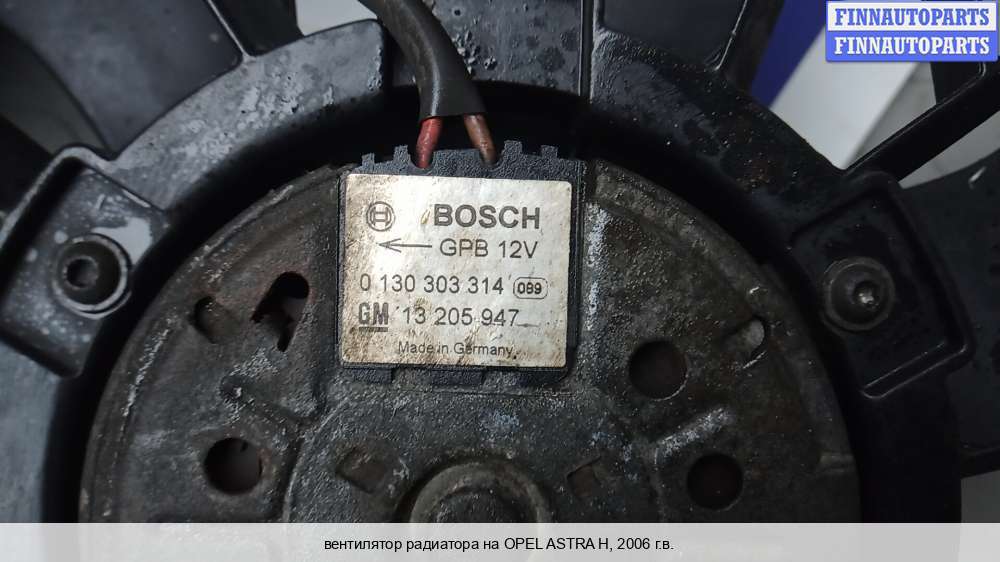 FINNAUTOPARTS
FINNAUTOPARTS
BOSCH
GPB 12V
0 130 303 314 089
GM 13 205 947
Made in Germany
вентилятор радиатора на OPEL ASTRA H, 2006 г.в.